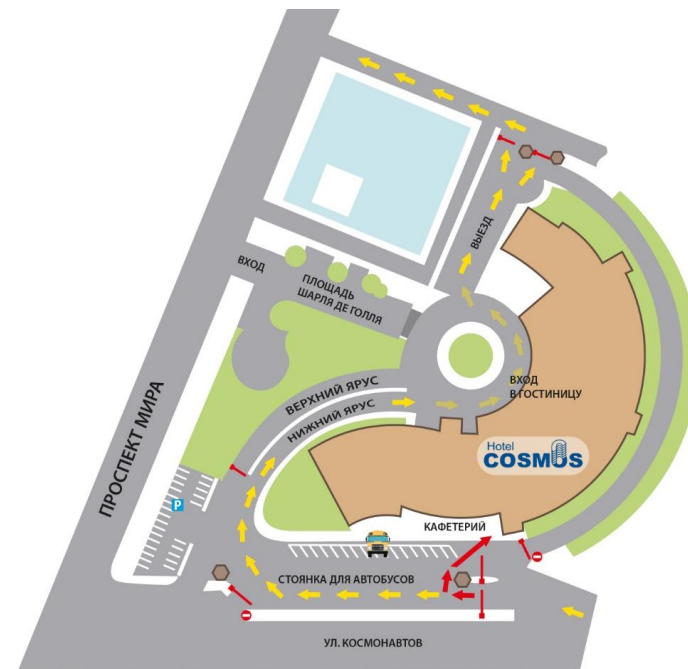 ВЫЕЗД
ВХОД
ПЛОЩАДЬ
ШАРЛЯ ДЕ ГОЛЛЯ
ПРОСПЕКТ МИРА
ВЕРХНИЙ ЯРУС
НИЖНИЙ ЯРУС
ВХОД
В ГОСТИНИЦУ
Hotel
COSMOS
P
КАФЕТЕРИЙ
СТОЯНКА ДЛЯ АВТОБУСОВ
УЛ. КОСМОНАВТОВ